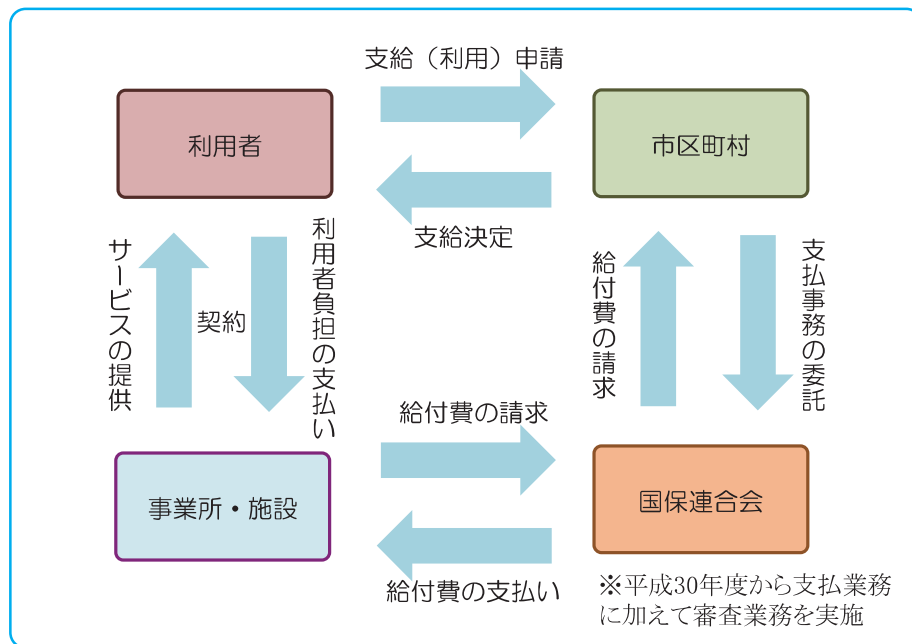 支給（利用）申請
利用者
市区町村
支給決定
サービスの提供
契約
利用者負担の支払い
給付費の請求
支払事務の委託
給付費の請求
事業所・施設
国保連合会
給付費の支払い
※平成30年度から支払業務
に加えて審査業務を実施